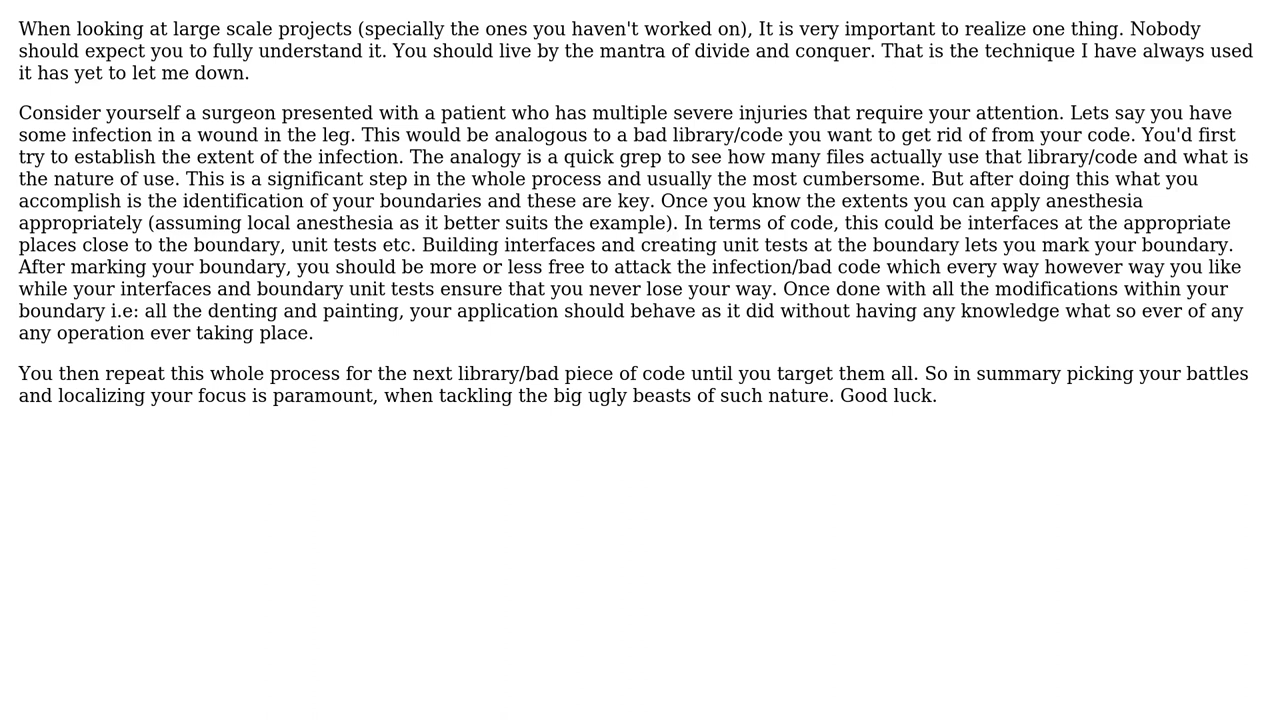 When looking at large scale projects (specially the ones you haven't worked on), It is very important to realize one thing. Nobody
should expect you to fully understand it. You should live by the mantra of divide and conquer. That is the technique I have always used
it has yet to let me down.
Consider yourself a surgeon presented with a patient who has multiple severe injuries that require your attention. Lets say you have
some infection in a wound in the leg. This would be analogous to a bad library/code you want to get rid of from your code. You'd first
try to establish the extent of the infection. The analogy is a quick grep to see how many files actually use that library/code and what is
the nature of use. This is a significant step in the whole process and usually the most cumbersome. But after doing this what you
accomplish is the identification of your boundaries and these are key. Once you know the extents you can apply anesthesia
appropriately (assuming local anesthesia as it better suits the example). In terms of code, this could be interfaces at the appropriate
places close to the boundary, unit tests etc. Building interfaces and creating unit tests at the boundary lets you mark your boundary.
After marking your boundary, you should be more or less free to attack the infection/bad code which every way however way you like
while your interfaces and boundary unit tests ensure that you never lose your way. Once done with all the modifications within your
boundary i.e: all the denting and painting, your application should behave as it did without having any knowledge what so ever of any
any operation ever taking place.
You then repeat this whole process for the next library/bad piece of code until you target them all. So in summary picking your battles
and localizing your focus is paramount, when tackling the big ugly beasts of such nature. Good luck.